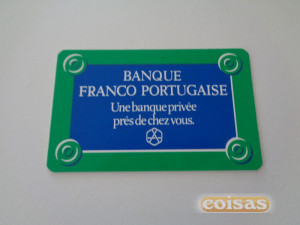 BANQUE
FRANCO PORTUGAISE
Une banque privée
près de chez vous.
coisas